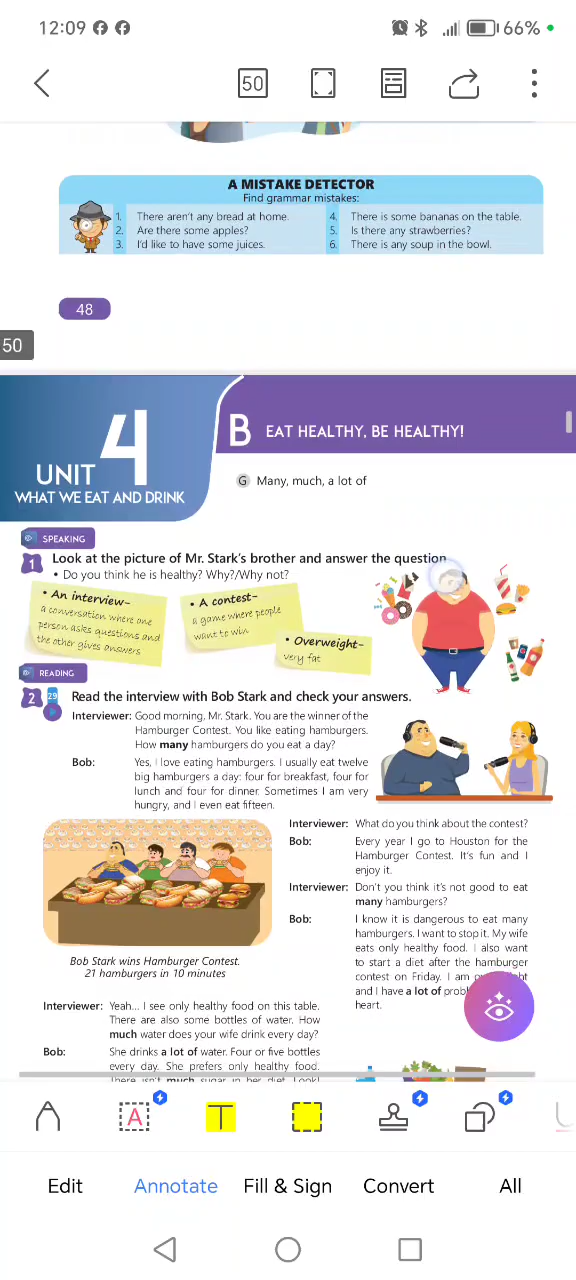 12:09
66%
50
A MISTAKE DETECTOR
Find grammar mistakes:
1. There aren't any bread at home.
2. Are there some apples?
3. I'd like to have some juices.
4. There is some bananas on the table.
5. Is there any strawberries?
6. There is any soup in the bowl.
48
50
UNIT 4
WHAT WE EAT AND DRINK
B EAT HEALTHY, BE HEALTHY!
G Many, much, a lot of
SPEAKING
1 Look at the picture of Mr. Stark's brother and answer the question
• Do you think he is healthy? Why?/Why not?
• An interview-
a conversation where one
person asks questions and
the other gives answers
• A contest-
a game where people
want to win
• Overweight-
very fat
READING
2 29 Read the interview with Bob Stark and check your answers.
Interviewer: Good morning, Mr. Stark. You are the winner of the
Hamburger Contest. You like eating hamburgers.
How many hamburgers do you eat a day?
Bob: Yes, I love eating hamburgers. I usually eat twelve
big hamburgers a day: four for breakfast, four for
lunch and four for dinner. Sometimes I am very
hungry, and I even eat fifteen.
Bob Stark wins Hamburger Contest.
21 hamburgers in 10 minutes
Interviewer: What do you think about the contest?
Bob: Every year I go to Houston for the
Hamburger Contest. It's fun and I
enjoy it.
Interviewer: Don't you think it's not good to eat
many hamburgers?
Bob: I know it is dangerous to eat many
hamburgers. I want to stop it. My wife
eats only healthy food. I also want
to start a diet after the hamburger
contest on Friday. I am
and I have a lot of
heart.
Interviewer: Yeah... I see only healthy food on this table.
There are also some bottles of water. How
much water does your wife drink every day?
Bob: She drinks a lot of water. Four or five bottles
every day. She prefers only healthy food.
There isn't much sugar in her diet. Look!
A
T
Edit
Annotate
Fill & Sign
Convert
All